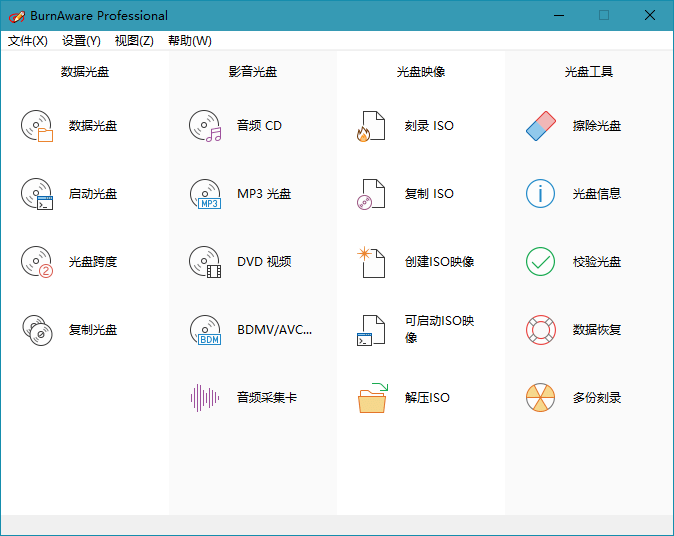 BurnAware Professional
文件(X) 设置(Y) 视图(Z) 帮助(W)
数据光盘
数据光盘
启动光盘
2
光盘跨度
复制光盘
影音光盘
音频 CD
MP3
MP3 光盘
DVD 视频
BDM
BDMV/AVC...
音频采集卡
光盘映像
刻录 ISO
复制 ISO
创建ISO映像
可启动ISO映
像
解压ISO
光盘工具
擦除光盘
i
光盘信息
校验光盘
数据恢复
多份刻录